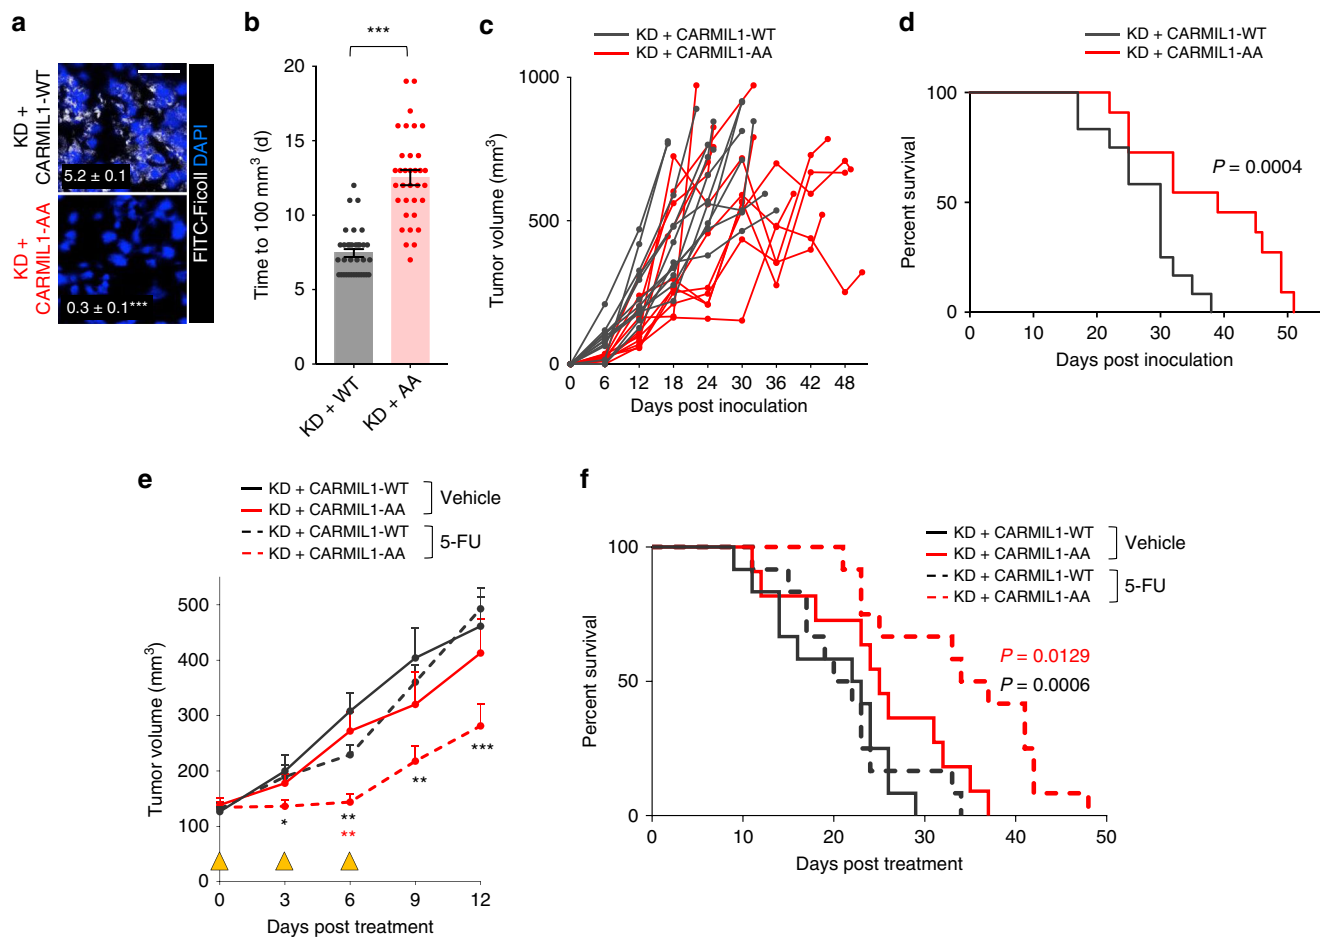 a
KD +
CARMIL1-WT
5.2 ± 0.1
KD +
CARMIL1-AA
0.3 ± 0.1***
FITC-Ficoll DAPI
b
***
Time to 100 mm³ (d)
20
15
10
5
0
KD + WT
KD + AA
c
KD + CARMIL1-WT
KD + CARMIL1-AA
Tumor volume (mm³)
1000
500
0
0 6 12 18 24 30 36 42 48
Days post inoculation
d
KD + CARMIL1-WT
KD + CARMIL1-AA
Percent survival
100
50
0
P = 0.0004
0 10 20 30 40 50
Days post inoculation
e
KD + CARMIL1-WT
KD + CARMIL1-AA
Vehicle
KD + CARMIL1-WT
KD + CARMIL1-AA
5-FU
Tumor volume (mm³)
500
400
300
200
100
0
*
**
**
**
***
0 3 6 9 12
Days post treatment
f
KD + CARMIL1-WT
KD + CARMIL1-AA
Vehicle
KD + CARMIL1-WT
KD + CARMIL1-AA
5-FU
Percent survival
100
50
0
P = 0.0129
P = 0.0006
0 10 20 30 40 50
Days post treatment